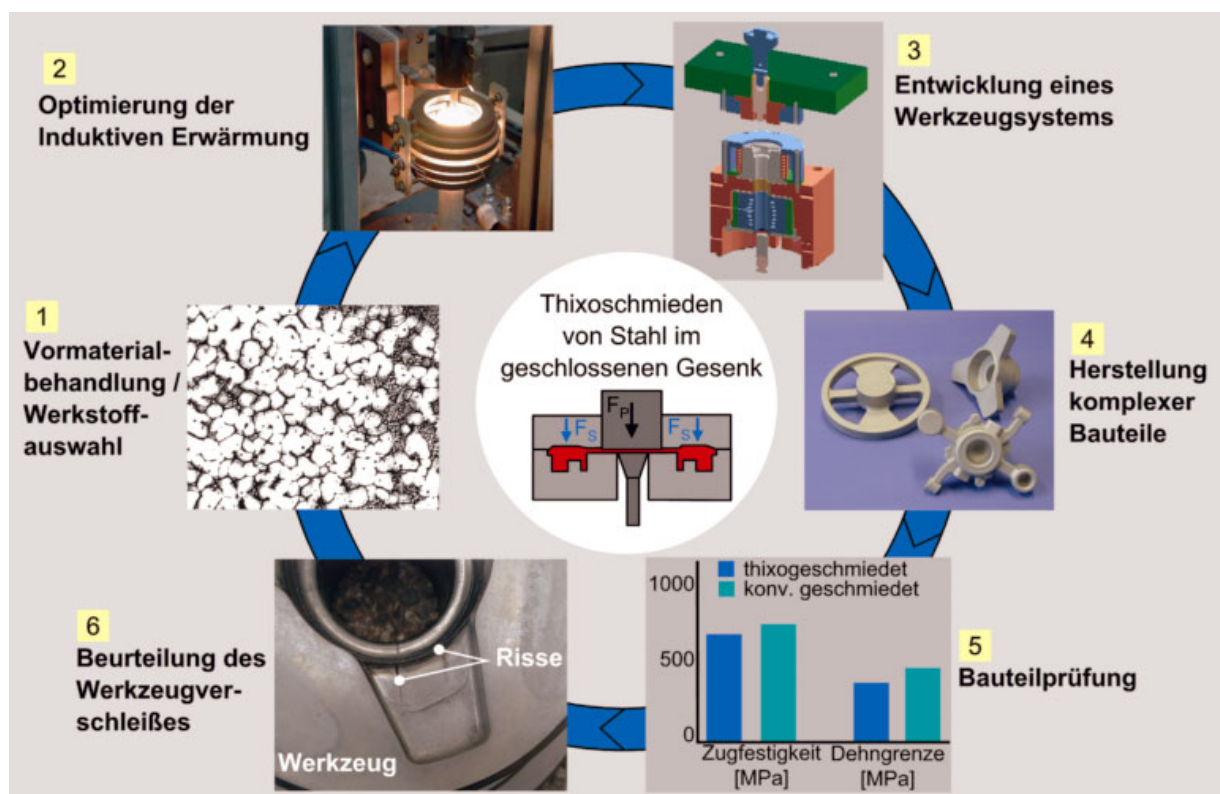 2
Optimierung der
Induktiven Erwärmung
3
Entwicklung eines
Werkzeugsystems
1
Vormaterial-
behandlung /
Werkstoff-
auswahl
Thixoschmieden
von Stahl im
geschlossenen Gesenk
F_P
F_S
F_S
4
Herstellung
komplexer
Bauteile
6
Beurteilung des
Werkzeugver-
schleißes
Risse
Werkzeug
thixogeschmiedet
konv. geschmiedet
1000
500
0
Zugfestigkeit
[MPa]
Dehngrenze
[MPa]
5
Bauteilprüfung